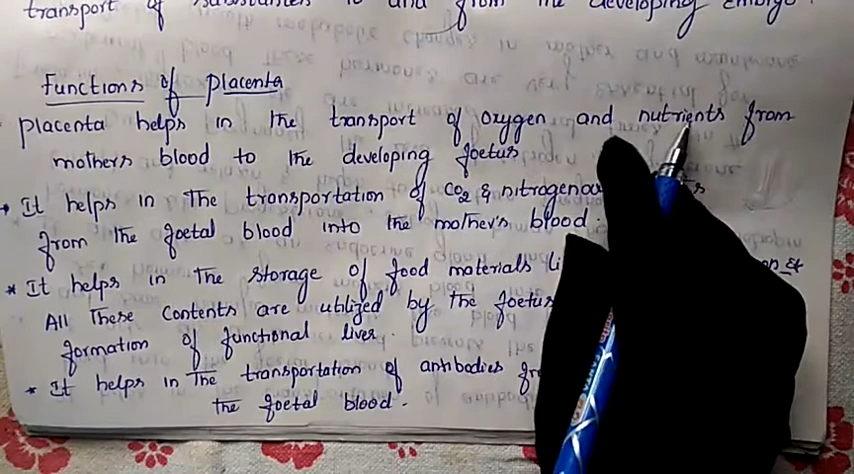 transport of substances to and from the developing embryo.
Functions of placenta
placenta helps in the transport of oxygen and nutrients from
mothers blood to the developing foetus
* It helps in the transportation of CO2 & nitrogenou
from the foetal blood into the mother's blood.
* It helps in the storage of food materials li
All these contents are utilized by the foetus
formation of functional liver.
* It helps in the transportation of antibodies fr
the foetal blood.